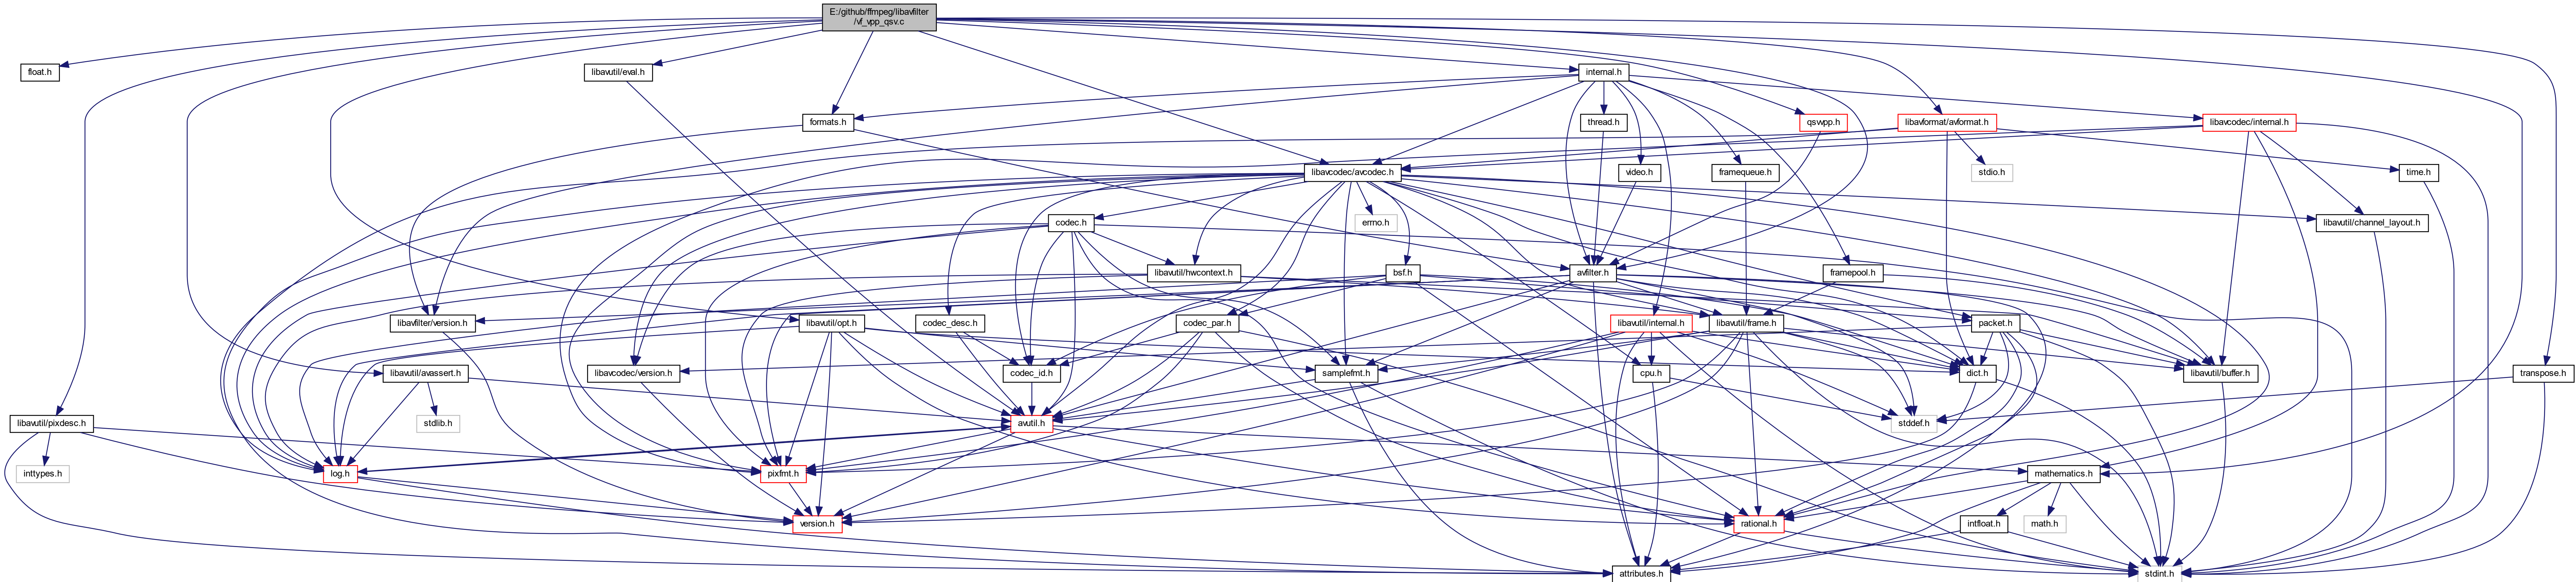 E:/github/ffmpeg/libavfilter
/vf_vpp_qsv.c
float.h
libavutil/eval.h
internal.h
formats.h
thread.h
qsvvpp.h
libavformat/avformat.h
libavcodec/internal.h
libavcodec/avcodec.h
video.h
framequeue.h
stdio.h
time.h
codec.h
errno.h
libavutil/channel_layout.h
libavutil/hwcontext.h
bsf.h
avfilter.h
framepool.h
libavfilter/version.h
libavutil/opt.h
codec_desc.h
codec_par.h
libavutil/internal.h
libavutil/frame.h
packet.h
libavutil/avassert.h
libavcodec/version.h
codec_id.h
samplefmt.h
cpu.h
dict.h
libavutil/buffer.h
transpose.h
libavutil/pixdesc.h
stdlib.h
avutil.h
stddef.h
inttypes.h
log.h
pixfmt.h
mathematics.h
version.h
rational.h
intfloat.h
math.h
attributes.h
stdint.h